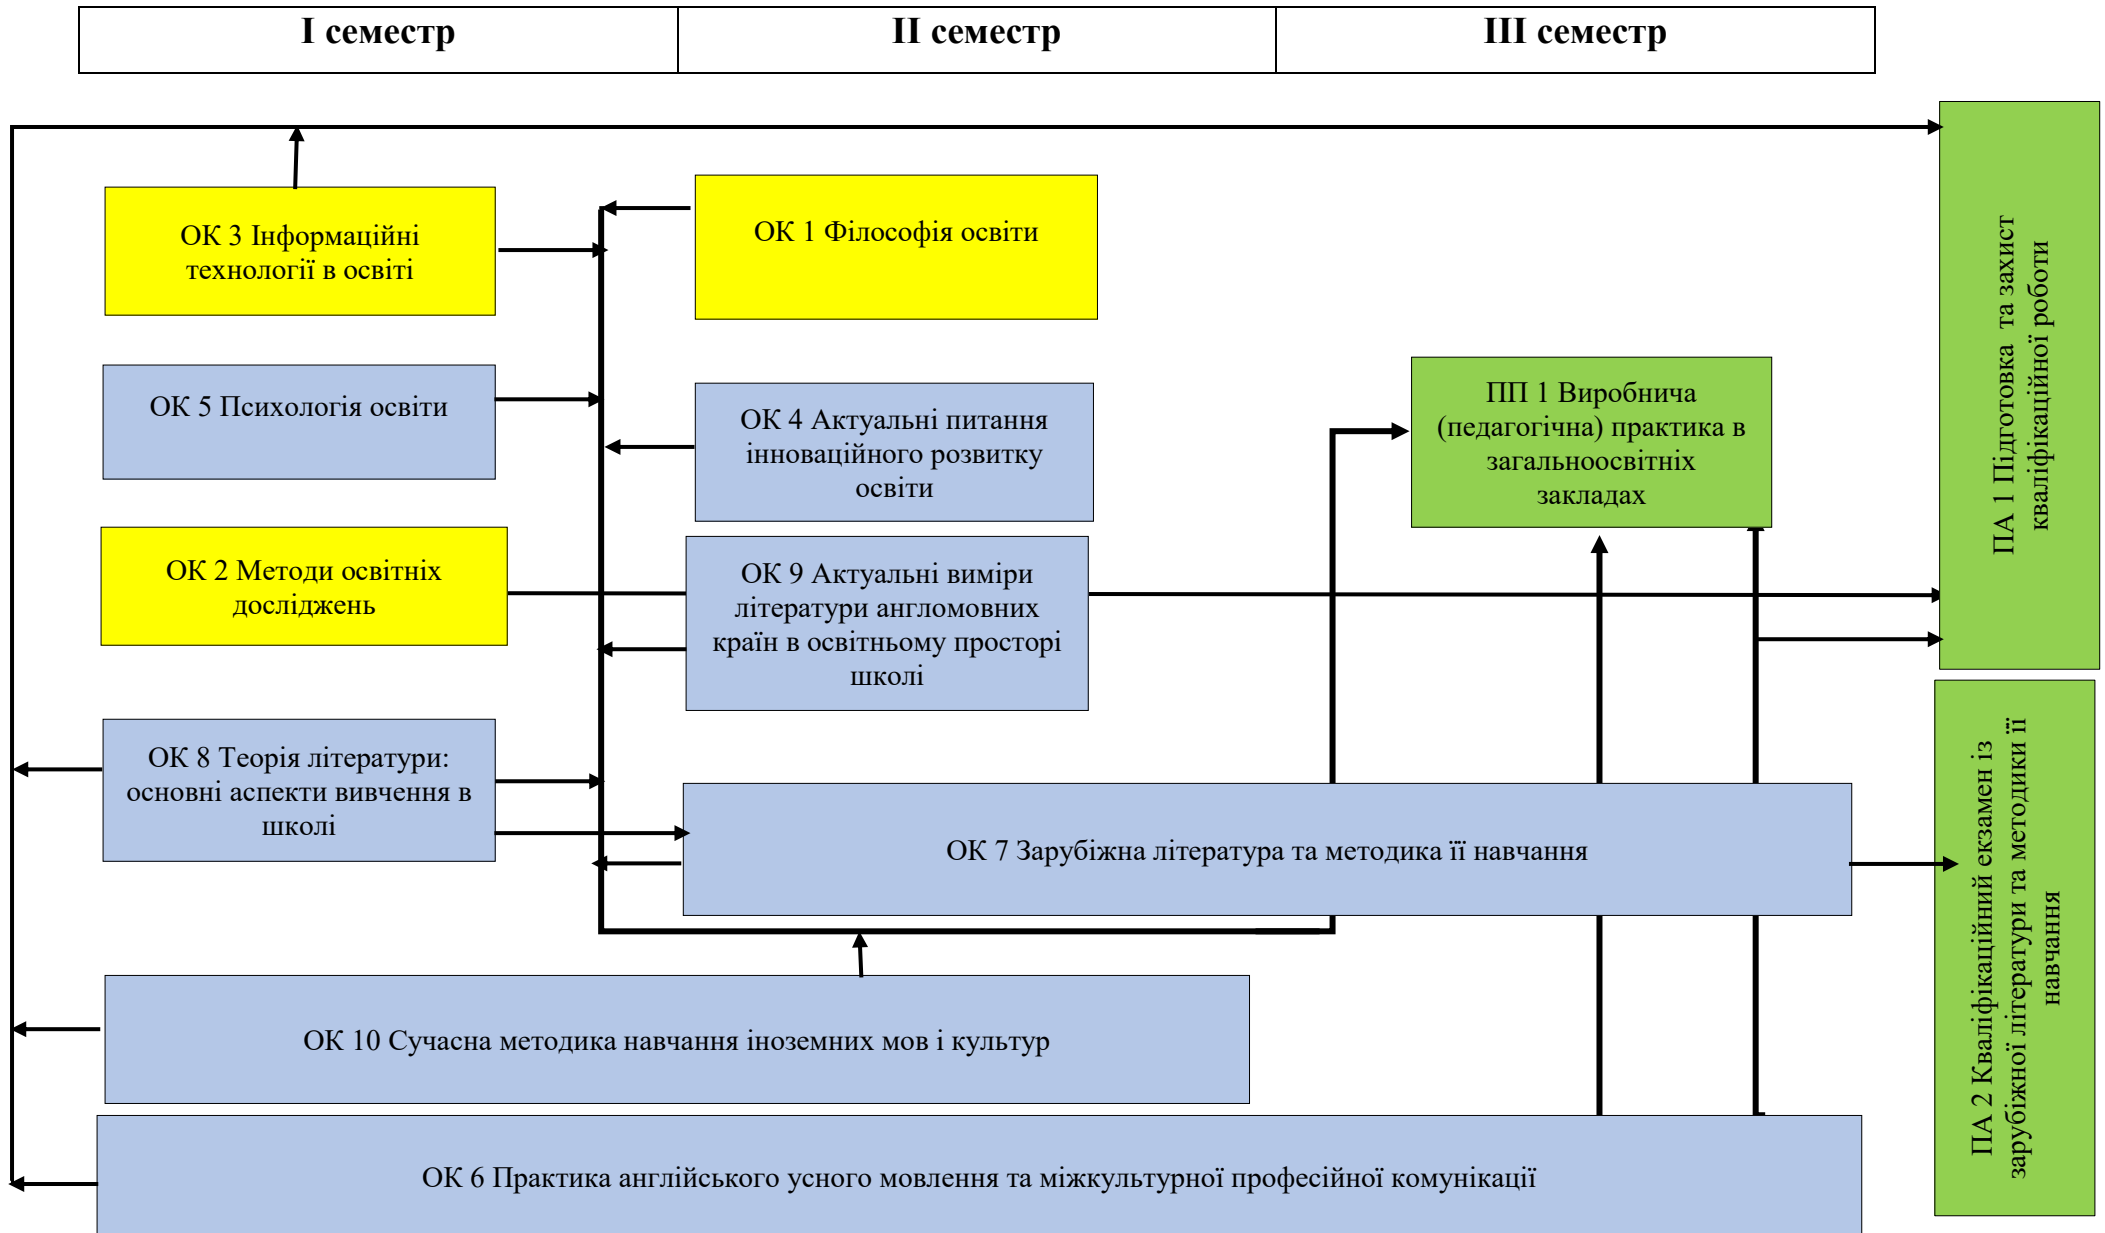 І семестр
ІІ семестр
ІІІ семестр
ОК 3 Інформаційні
технології в освіті
ОК 1 Філософія освіти
ПА 1 Підготовка та захист
кваліфікаційної роботи
ОК 5 Психологія освіти
ОК 4 Актуальні питання
інноваційного розвитку
освіти
ПП 1 Виробнича
(педагогічна) практика в
загальноосвітніх
закладах
ОК 2 Методи освітніх
досліджень
ОК 9 Актуальні виміри
літератури англомовних
країн в освітньому просторі
школі
ОК 8 Теорія літератури:
основні аспекти вивчення в
школі
ОК 7 Зарубіжна література та методика її навчання
ПА 2 Кваліфікаційний екзамен із
зарубіжної літератури та методики її
навчання
ОК 10 Сучасна методика навчання іноземних мов і культур
ОК 6 Практика англійського усного мовлення та міжкультурної професійної комунікації